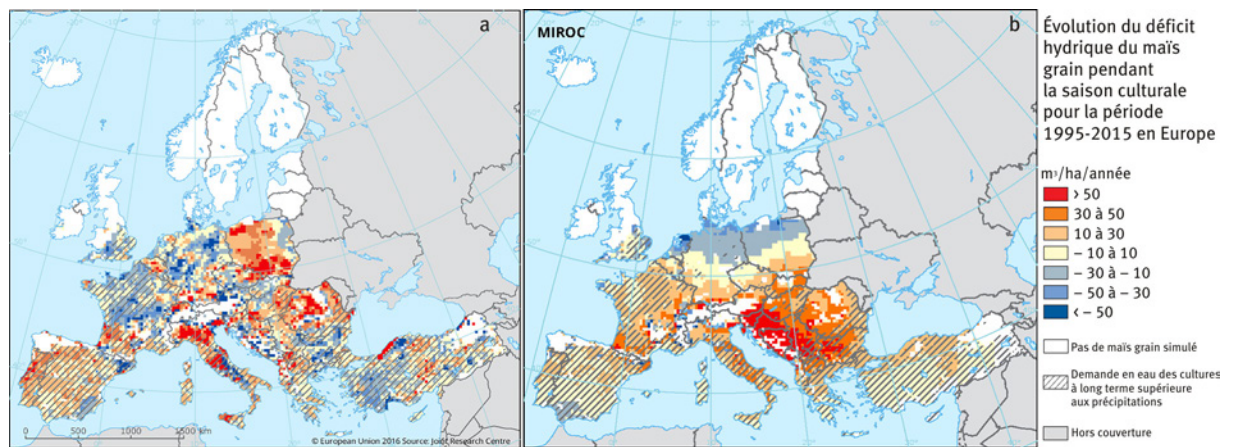 a
MIROC
b
Évolution du déficit
hydrique du maïs
grain pendant
la saison culturale
pour la période
1995-2015 en Europe
m³/ha/année
> 50
30 à 50
10 à 30
– 10 à 10
– 30 à – 10
– 50 à – 30
< – 50
Pas de maïs grain simulé
Demande en eau des cultures
à long terme supérieure
aux précipitations
Hors couverture
0 500 1000 1500 km
© European Union 2016 Source: Joint Research Centre